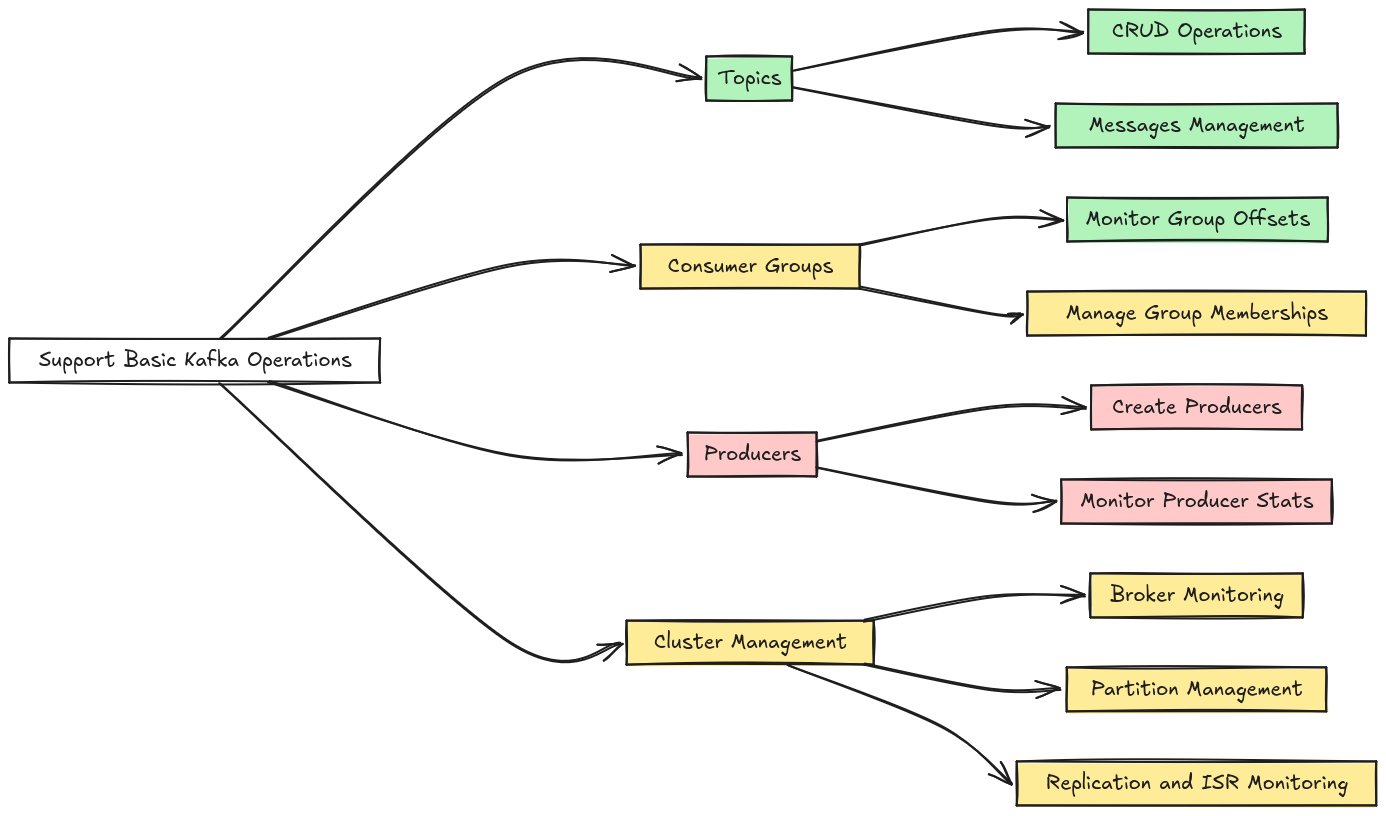 Support Basic Kafka Operations
Topics
CRUD Operations
Messages Management
Consumer Groups
Monitor Group Offsets
Manage Group Memberships
Producers
Create Producers
Monitor Producer Stats
Cluster Management
Broker Monitoring
Partition Management
Replication and ISR Monitoring